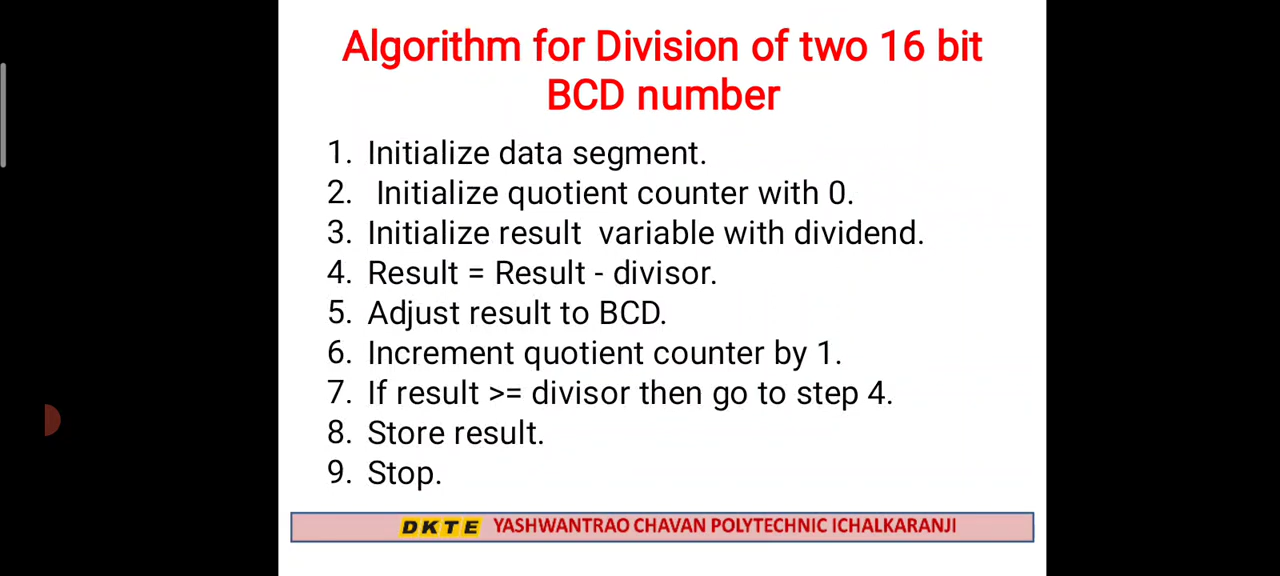 Algorithm for Division of two 16 bit
BCD number
1. Initialize data segment.
2. Initialize quotient counter with 0.
3. Initialize result variable with dividend.
4. Result = Result - divisor.
5. Adjust result to BCD.
6. Increment quotient counter by 1.
7. If result >= divisor then go to step 4.
8. Store result.
9. Stop.
DKTE YASHWANTRAO CHAVAN POLYTECHNIC ICHALKARANJI